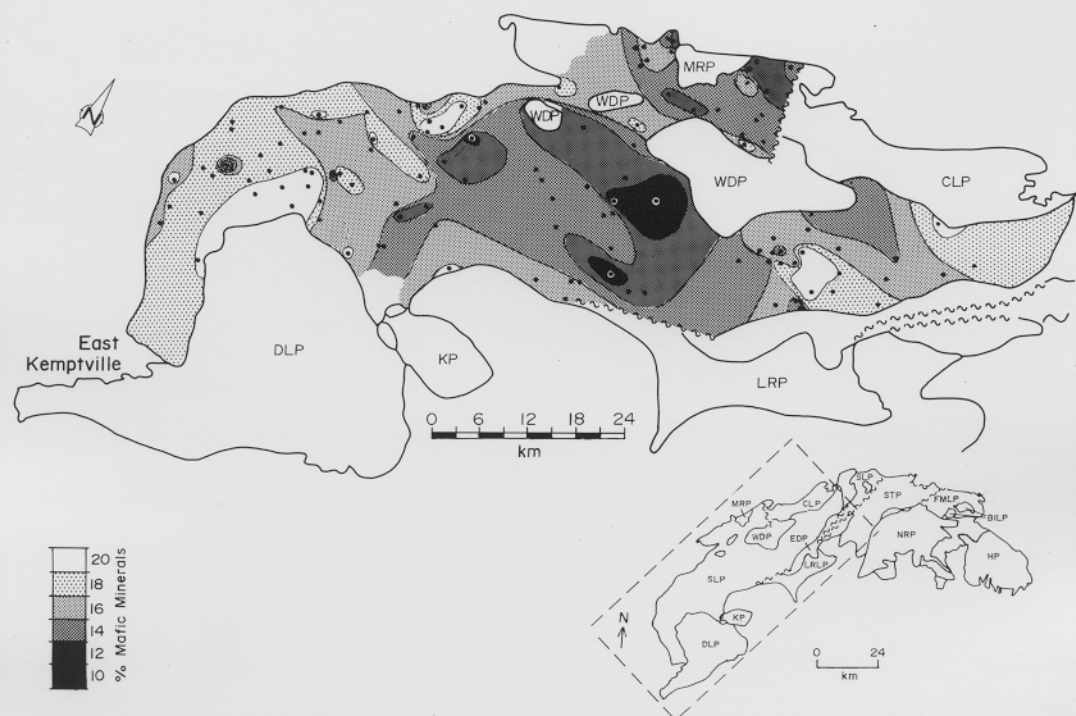 MRP
WDP
WDP
N
WDP
CLP
East
Kemptville
DLP
KP
LRP
0 6 12 18 24
km
SLP
STP
FMLP
MRP
CLP
BILP
WDP
EDP
NRP
HP
LRLP
SLP
N
KP
DLP
0 24
km
20
18
16
14
12
10
% Mafic Minerals